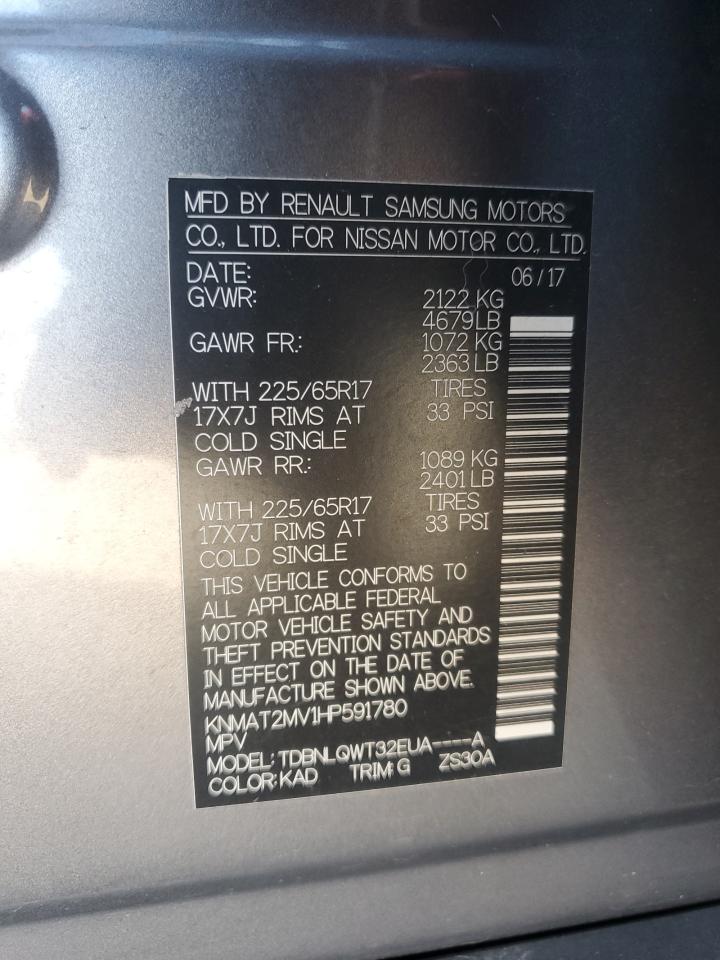 MFD BY RENAULT SAMSUNG MOTORS
CO., LTD. FOR NISSAN MOTOR CO., LTD.
DATE: 06/17
GVWR: 2122 KG
4679 LB
GAWR FR.: 1072 KG
2363 LB
WITH 225/65R17 TIRES
17X7J RIMS AT 33 PSI
COLD SINGLE
GAWR RR.: 1089 KG
2401 LB
WITH 225/65R17 TIRES
17X7J RIMS AT 33 PSI
COLD SINGLE
THIS VEHICLE CONFORMS TO
ALL APPLICABLE FEDERAL
MOTOR VEHICLE SAFETY AND
THEFT PREVENTION STANDARDS
IN EFFECT ON THE DATE OF
MANUFACTURE SHOWN ABOVE.
KNMAT2MV1HP591780
MPV
MODEL: TDBNLQWT32EUA----A
COLOR: KAD TRIM: G ZS30A